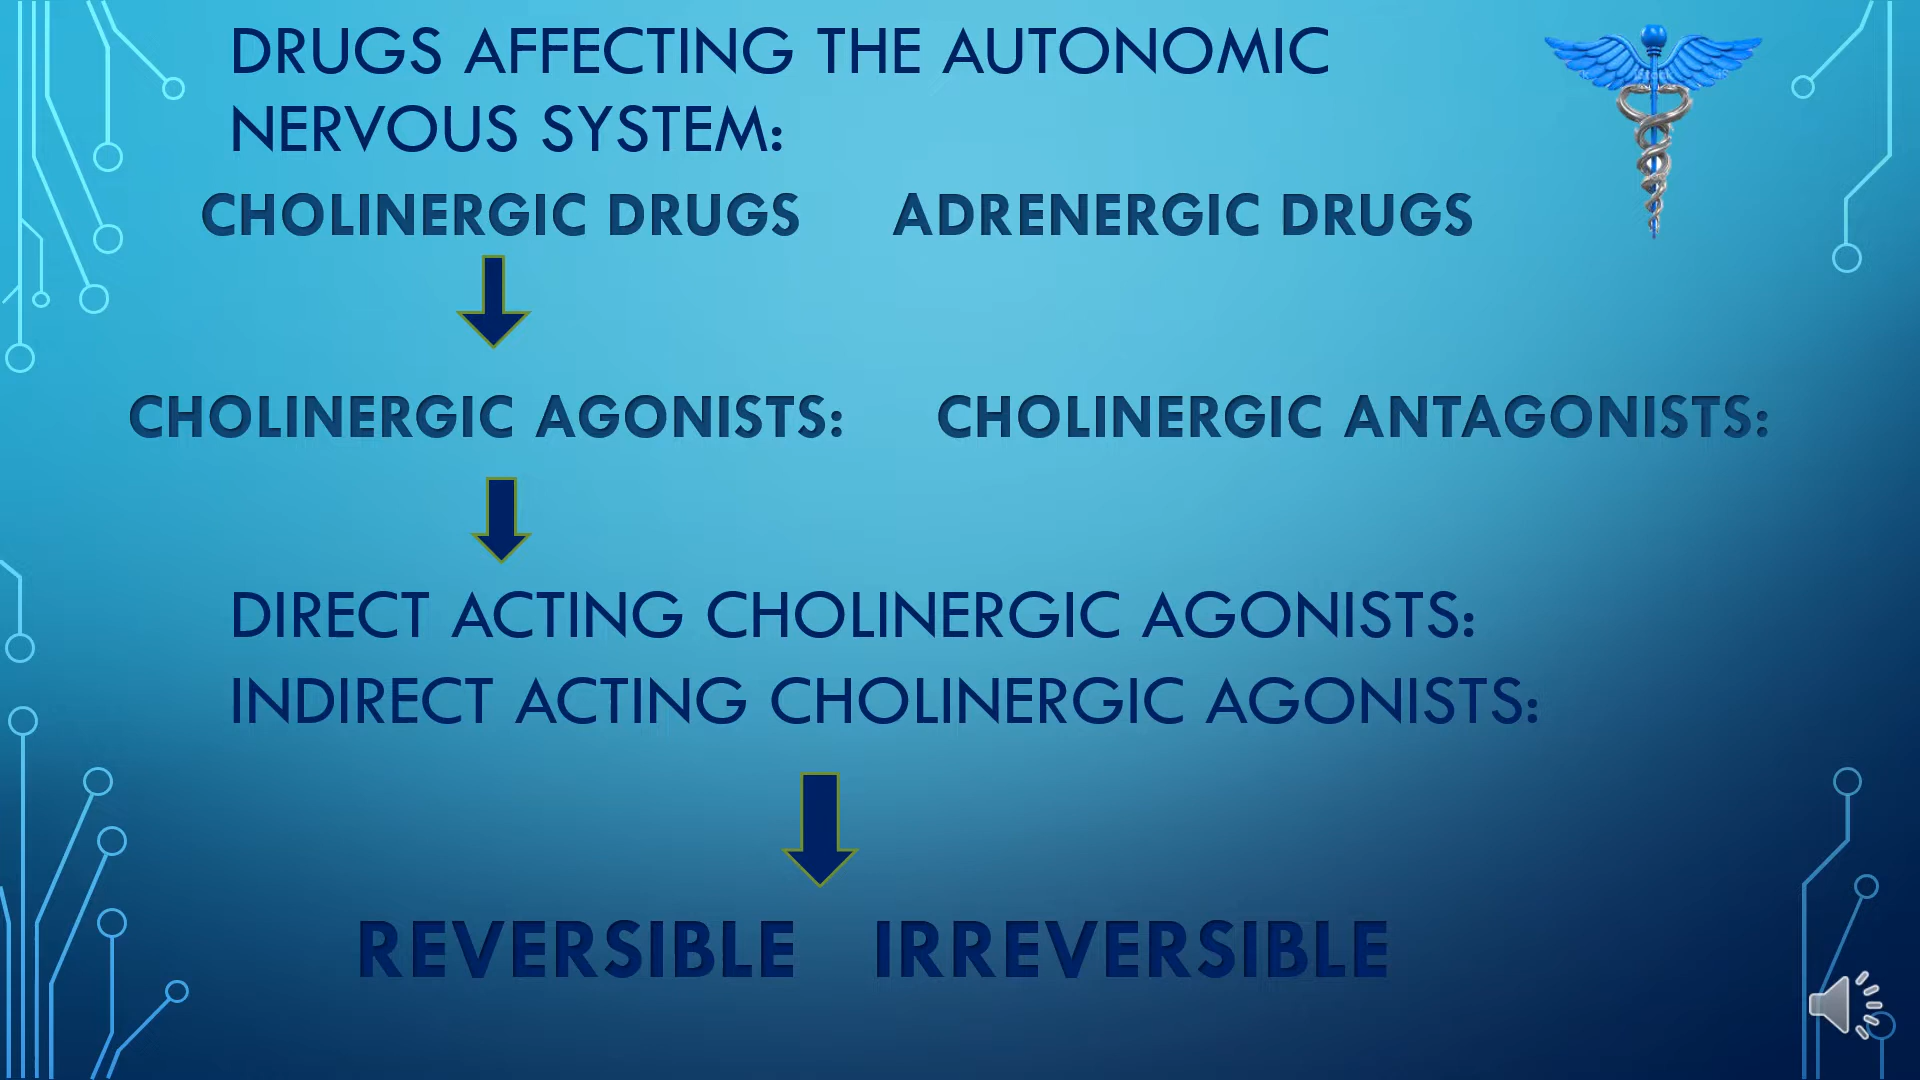 DRUGS AFFECTING THE AUTONOMIC
NERVOUS SYSTEM:
CHOLINERGIC DRUGS ADRENERGIC DRUGS
CHOLINERGIC AGONISTS: CHOLINERGIC ANTAGONISTS:
DIRECT ACTING CHOLINERGIC AGONISTS:
INDIRECT ACTING CHOLINERGIC AGONISTS:
REVERSIBLE IRREVERSIBLE